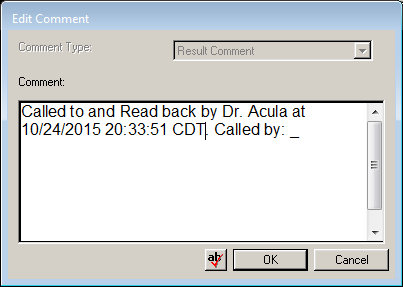 Edit Comment
Comment Type:
Result Comment
Comment:
Called to and Read back by Dr. Acula at
10/24/2015 20:33:51 CDT. Called by: _
ab
OK
Cancel